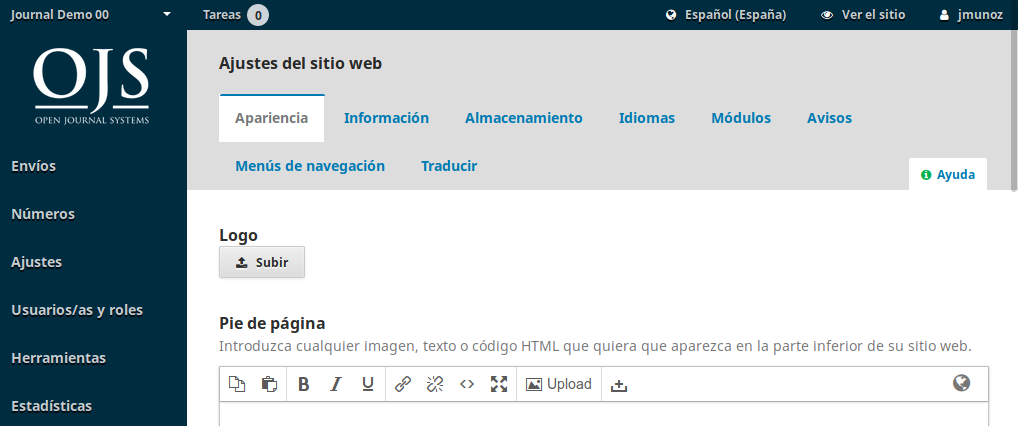 Journal Demo 00 Tareas 0 Español (España) Ver el sitio jmunoz
OJS
OPEN JOURNAL SYSTEMS
Envíos
Números
Ajustes
Usuarios/as y roles
Herramientas
Estadísticas
Ajustes del sitio web
Apariencia Información Almacenamiento Idiomas Módulos Avisos
Menús de navegación Traducir
Ayuda
Logo
Subir
Pie de página
Introduzca cualquier imagen, texto o código HTML que quiera que aparezca en la parte inferior de su sitio web.
B I U Upload